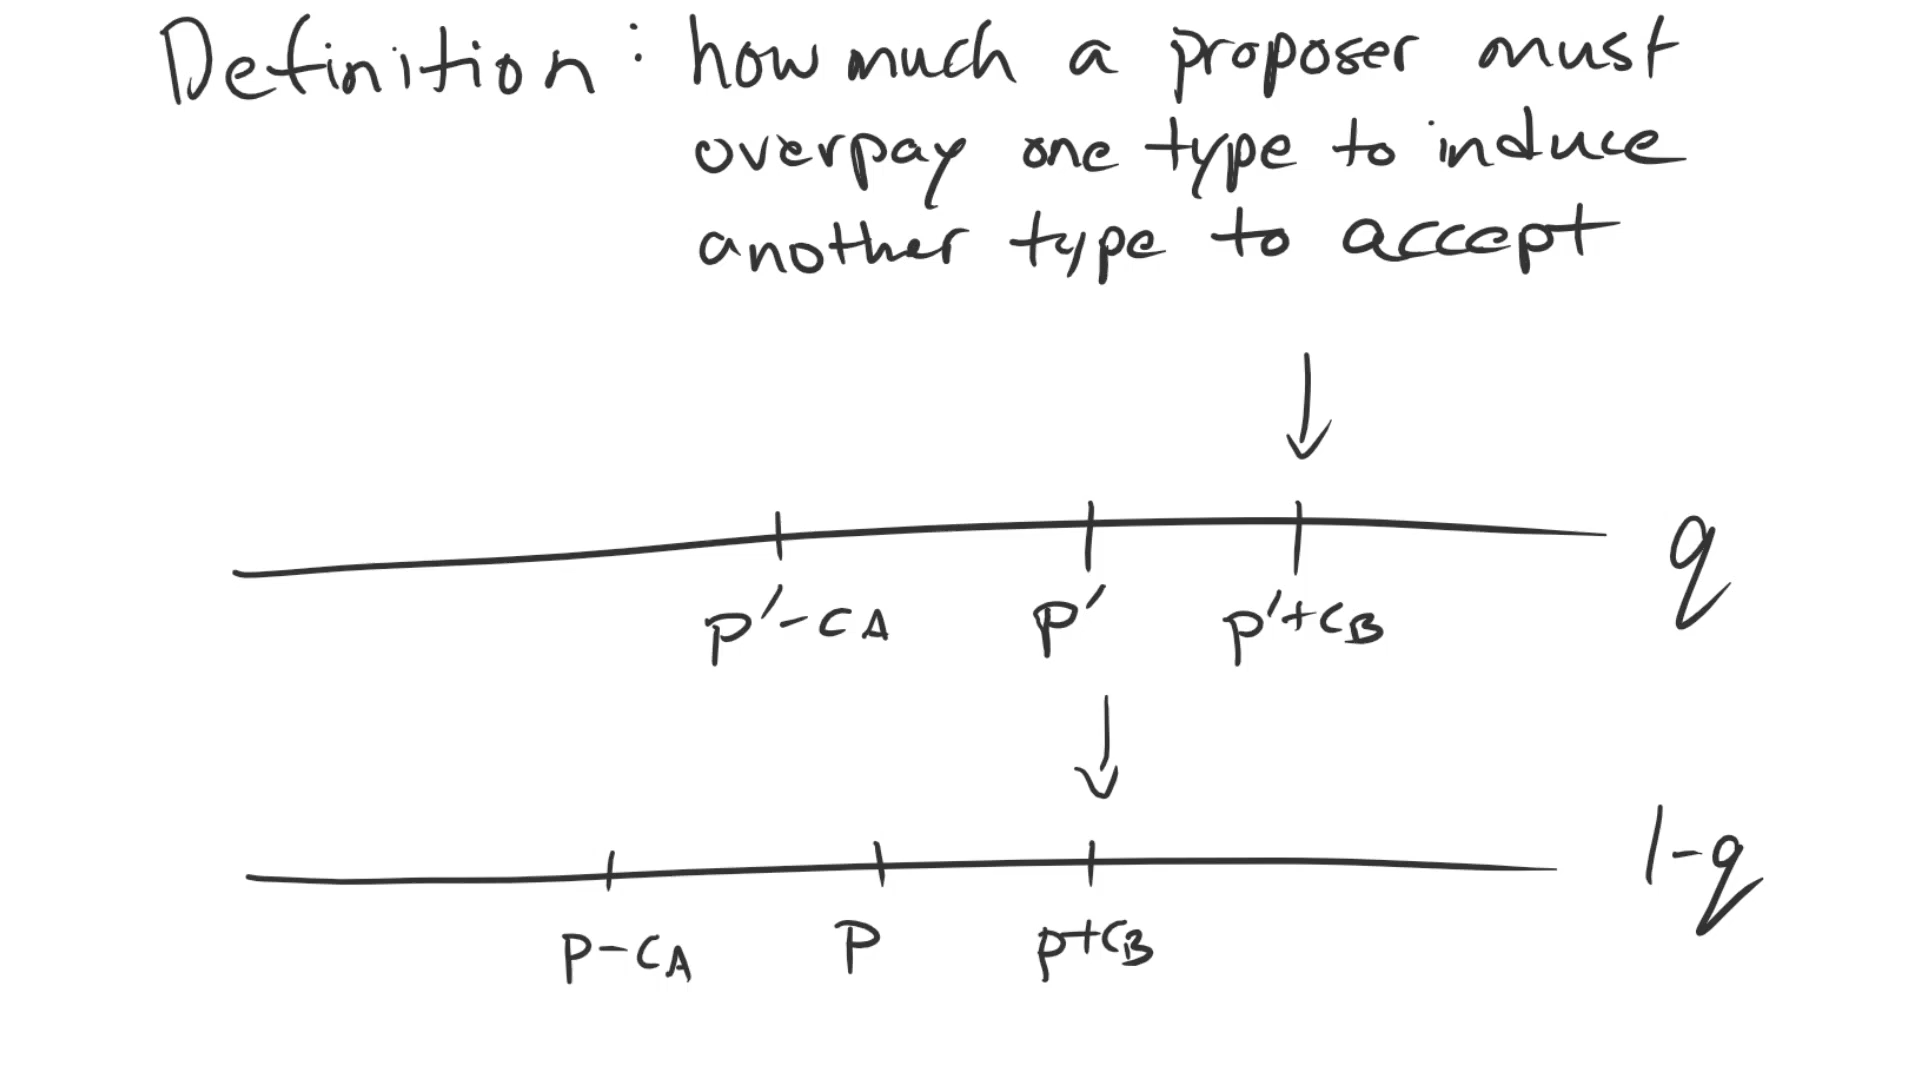 Definition: how much a proposer must
overpay one type to induce
another type to accept
q
p'-cA p' p'+cB
1-q
p-cA p p+cB